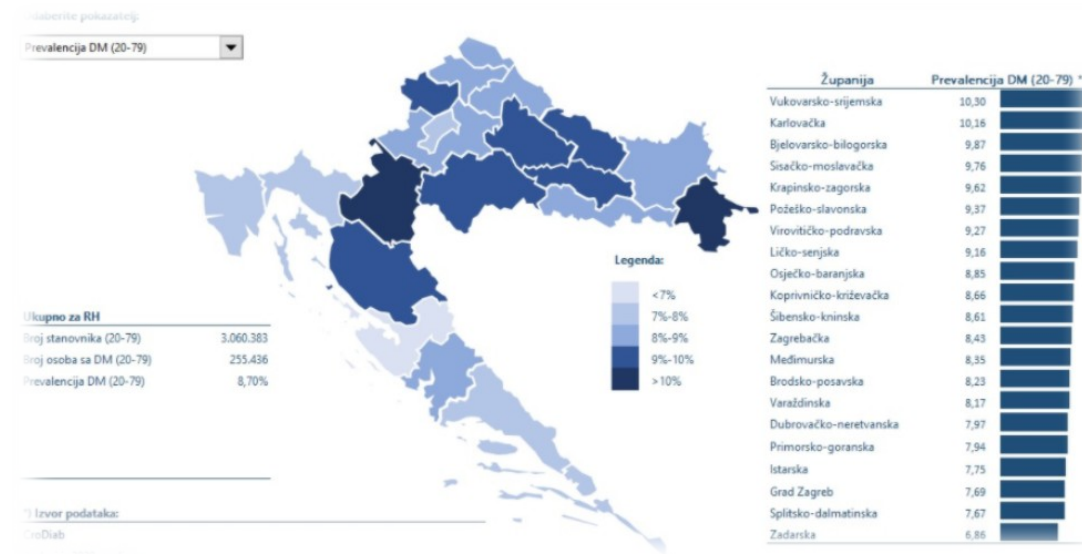 Izaberite pokazatelj:
Prevalencija DM (20-79)
Županija Prevalencija DM (20-79) *
Vukovarsko-srijemska 10,30
Karlovačka 10,16
Bjelovarsko-bilogorska 9,87
Sisačko-moslavačka 9,76
Krapinsko-zagorska 9,62
Požeško-slavonska 9,37
Virovitičko-podravska 9,27
Ličko-senjska 9,16
Osječko-baranjska 8,85
Koprivničko-križevačka 8,66
Šibensko-kninska 8,61
Zagrebačka 8,43
Međimurska 8,35
Brodsko-posavska 8,23
Varaždinska 8,17
Dubrovačko-neretvanska 7,97
Primorsko-goranska 7,94
Istarska 7,75
Grad Zagreb 7,69
Splitsko-dalmatinska 7,67
Zadarska 6,86
Legenda:
<7%
7%-8%
8%-9%
9%-10%
>10%
Ukupno za RH
Broj stanovnika (20-79) 3.060.383
Broj osoba sa DM (20-79) 255.436
Prevalencija DM (20-79) 8,70%
*) Izvor podataka:
CroDiab